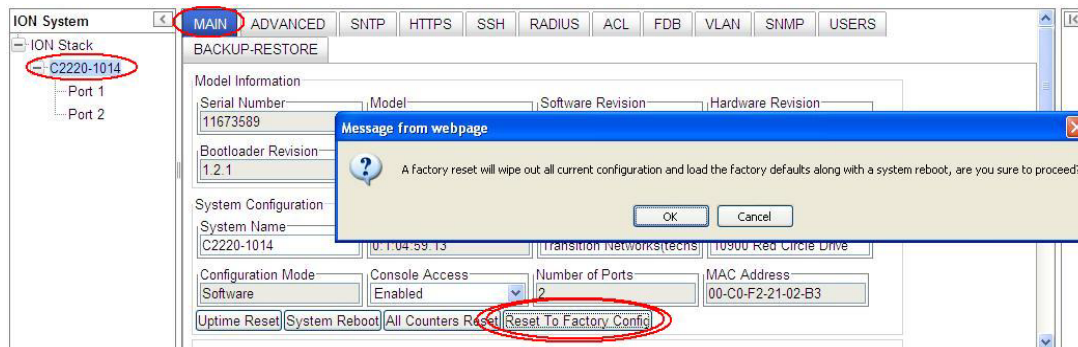 ION System
MAIN ADVANCED SNTP HTTPS SSH RADIUS ACL FDB VLAN SNMP USERS
BACKUP-RESTORE
ION Stack
C2220-1014
Port 1
Port 2
Model Information
Serial Number Model Software Revision Hardware Revision
11673589
Bootloader Revision
1.2.1
Message from webpage
A factory reset will wipe out all current configuration and load the factory defaults along with a system reboot, are you sure to proceed?
OK Cancel
System Configuration
System Name
C2220-1014 0:1:04:59.13 Transition Networks(techs 10900 Red Circle Drive
Configuration Mode Console Access Number of Ports MAC Address
Software Enabled 2 00-C0-F2-21-02-B3
Uptime Reset System Reboot All Counters Reset Reset To Factory Config